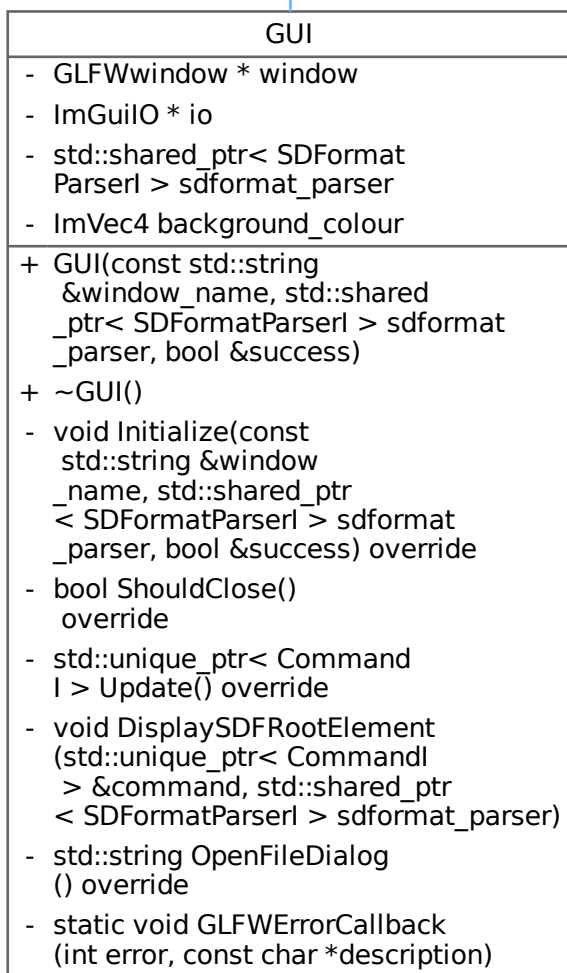 GUI
- GLFWwindow * window
- ImGuiIO * io
- std::shared_ptr< SDFormat
ParserI > sdformat_parser
- ImVec4 background_colour
+ GUI(const std::string
&window_name, std::shared
_ptr< SDFormatParserI > sdformat
_parser, bool &success)
+ ~GUI()
- void Initialize(const
std::string &window
_name, std::shared_ptr
< SDFormatParserI > sdformat
_parser, bool &success) override
- bool ShouldClose()
override
- std::unique_ptr< Command
I > Update() override
- void DisplaySDFRootElement
(std::unique_ptr< CommandI
> &command, std::shared_ptr
< SDFormatParserI > sdformat_parser)
- std::string OpenFileDialog
() override
- static void GLFWErrorCallback
(int error, const char *description)